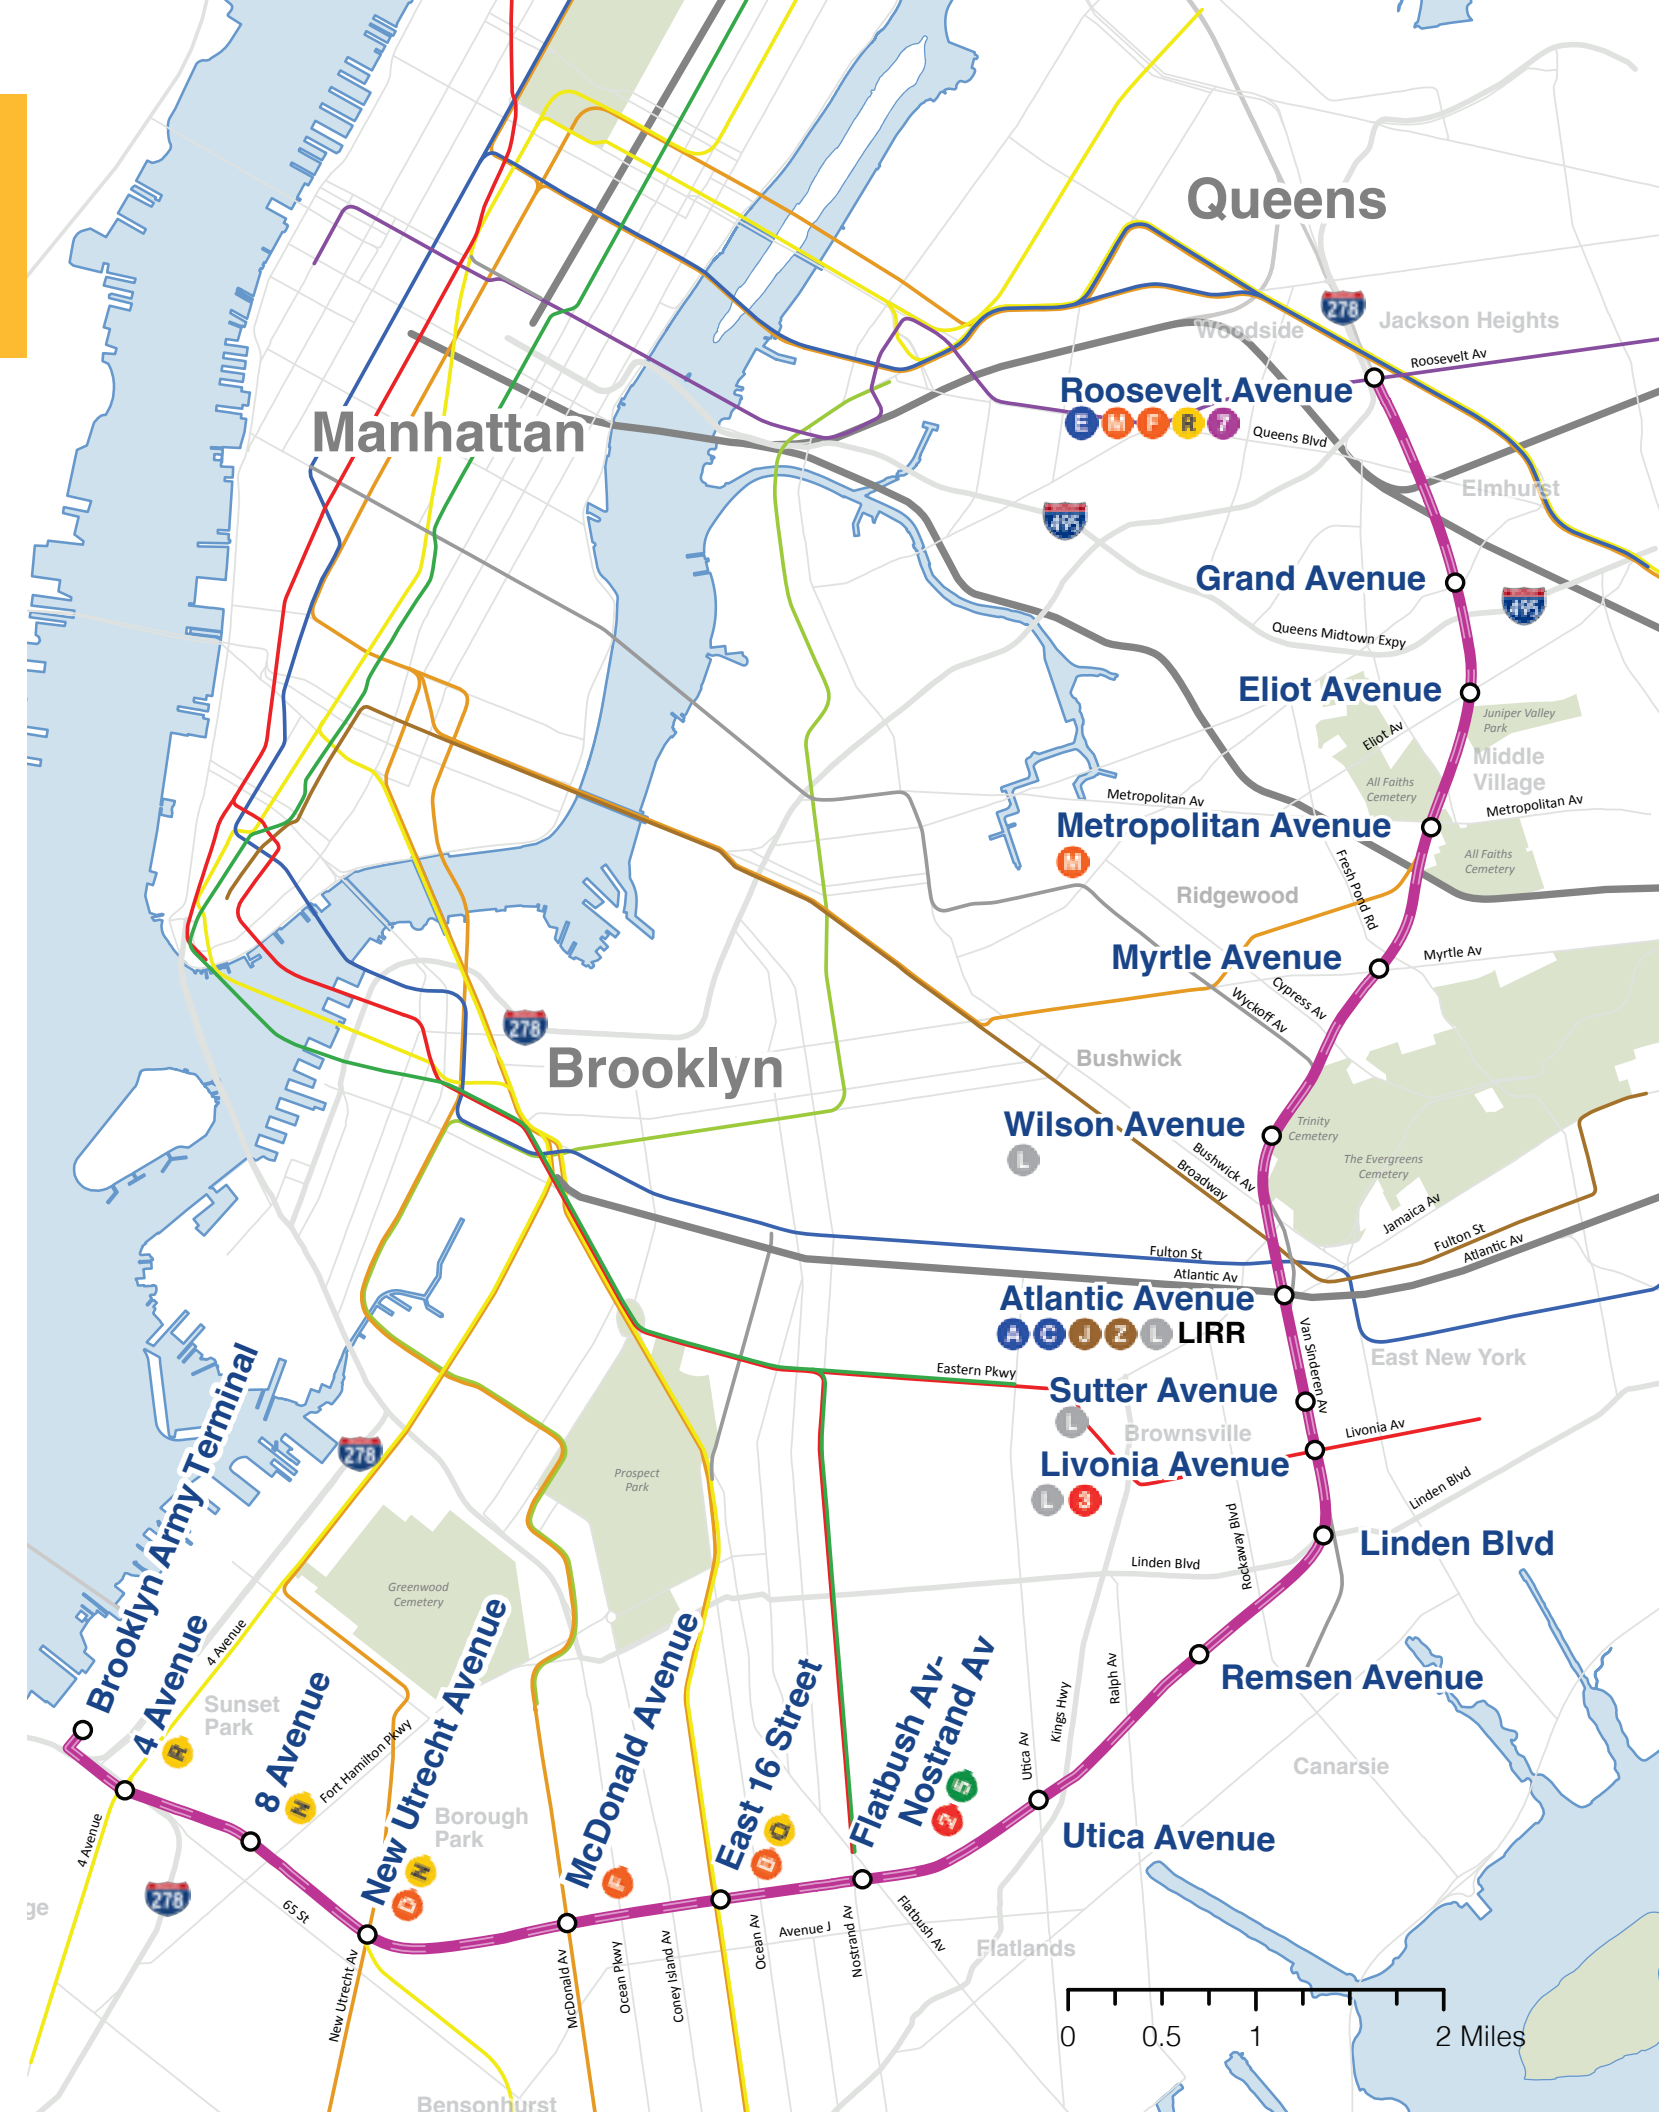 Queens
278
Jackson Heights
Woodside
Roosevelt Av
Roosevelt Avenue
E M F R 7
Queens Blvd
Manhattan
Elmhurst
495
Grand Avenue
495
Queens Midtown Expy
Eliot Avenue
Juniper Valley
Park
Eliot Av
Middle
Village
All Faiths
Cemetery
Metropolitan Av
Metropolitan Av
Metropolitan Avenue
M
Fresh Pond Rd
All Faiths
Cemetery
Ridgewood
Myrtle Avenue
Myrtle Av
Cypress Av
Wyckoff Av
278
Brooklyn
Bushwick
Wilson Avenue
L
Trinity
Cemetery
The Evergreens
Cemetery
Bushwick Av
Broadway
Jamaica Av
Fulton St
Atlantic Av
Fulton St
Atlantic Av
Atlantic Avenue
A C J Z L LIRR
Van Sinderen Av
East New York
Eastern Pkwy
Sutter Avenue
L
Brownsville
Livonia Av
Livonia Avenue
L 3
Linden Blvd
Rockaway Blvd
Linden Blvd
Linden Blvd
Prospect
Park
278
Greenwood
Cemetery
Brooklyn Army Terminal
4 Avenue
R
4 Avenue
Sunset
Park
8 Avenue
N
Fort Hamilton Pkwy
New Utrecht Avenue
D N
Borough
Park
McDonald Avenue
F
East 16 Street
B Q
Flatbush Av-
Nostrand Av
2 5
Remsen Avenue
Ralph Av
Kings Hwy
Utica Av
Canarsie
Utica Avenue
4 Avenue
278
ge
65 St
New Utrecht Av
McDonald Av
Ocean Pkwy
Coney Island Av
Ocean Av
Avenue J
Nostrand Av
Flatbush Av
Flatlands
0 0.5 1 2 Miles
Bensonhurst